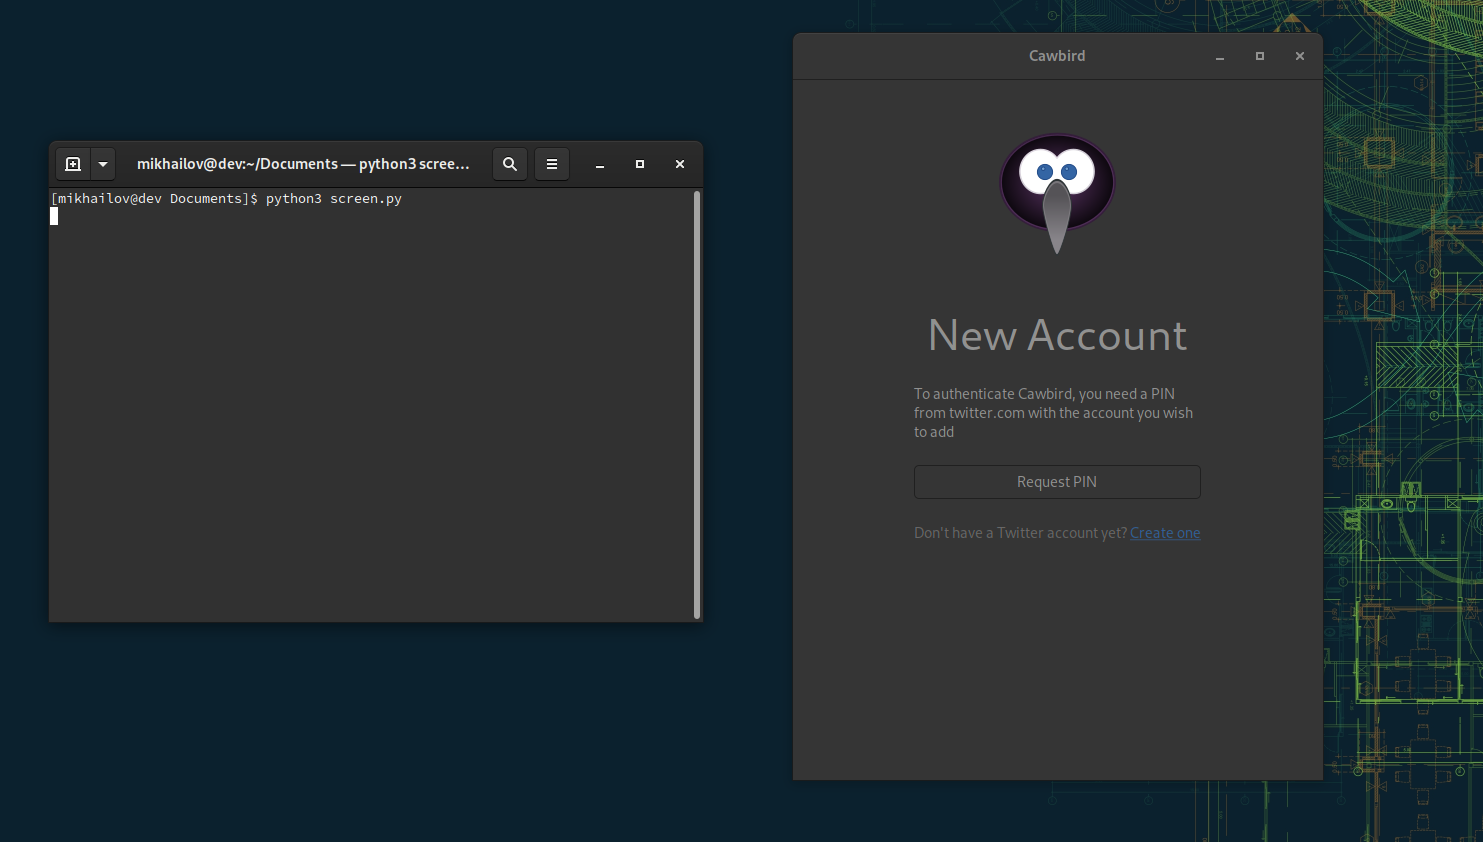 mikhailov@dev:~/Documents — python3 scree...
[mikhailov@dev Documents]$ python3 screen.py
Cawbird
New Account
To authenticate Cawbird, you need a PIN
from twitter.com with the account you wish
to add
Request PIN
Don't have a Twitter account yet? Create one